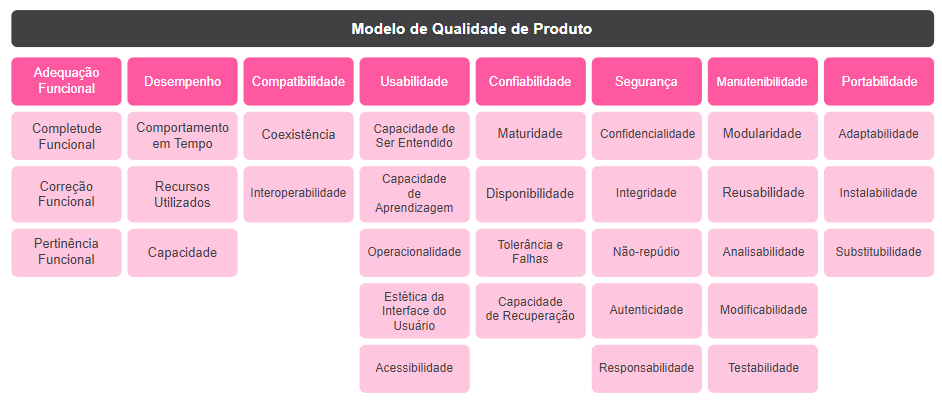 Modelo de Qualidade de Produto
Adequação
Funcional
Desempenho
Compatibilidade
Usabilidade
Confiabilidade
Segurança
Manutenibilidade
Portabilidade
Completude
Funcional
Comportamento
em Tempo
Coexistência
Capacidade de
Ser Entendido
Maturidade
Confidencialidade
Modularidade
Adaptabilidade
Correção
Funcional
Recursos
Utilizados
Interoperabilidade
Capacidade
de
Aprendizagem
Disponibilidade
Integridade
Reusabilidade
Instalabilidade
Pertinência
Funcional
Capacidade
Operacionalidade
Tolerância e
Falhas
Não-repúdio
Analisabilidade
Substitubilidade
Estética da
Interface do
Usuário
Capacidade
de Recuperação
Autenticidade
Modificabilidade
Acessibilidade
Responsabilidade
Testabilidade